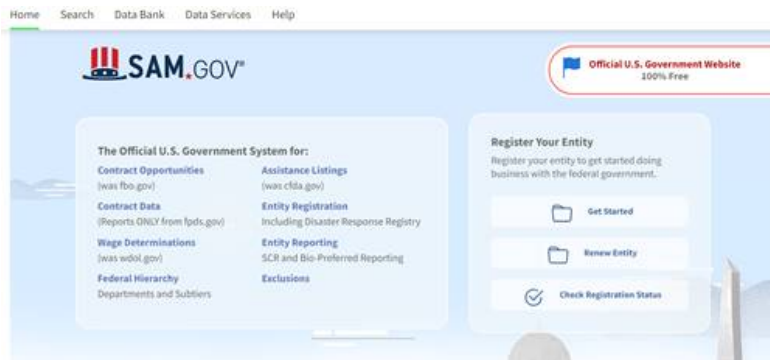 Home Search Data Bank Data Services Help
SAM.GOV®
Official U.S. Government Website
100% Free
The Official U.S. Government System for:
Contract Opportunities
(was fbo.gov)
Contract Data
(Reports ONLY from fpds.gov)
Wage Determinations
(was wdol.gov)
Federal Hierarchy
Departments and Subtiers
Assistance Listings
(was cfda.gov)
Entity Registration
Including Disaster Response Registry
Entity Reporting
SCR and Bio-Preferred Reporting
Exclusions
Register Your Entity
Register your entity to get started doing
business with the federal government.
Get Started
Renew Entity
Check Registration Status